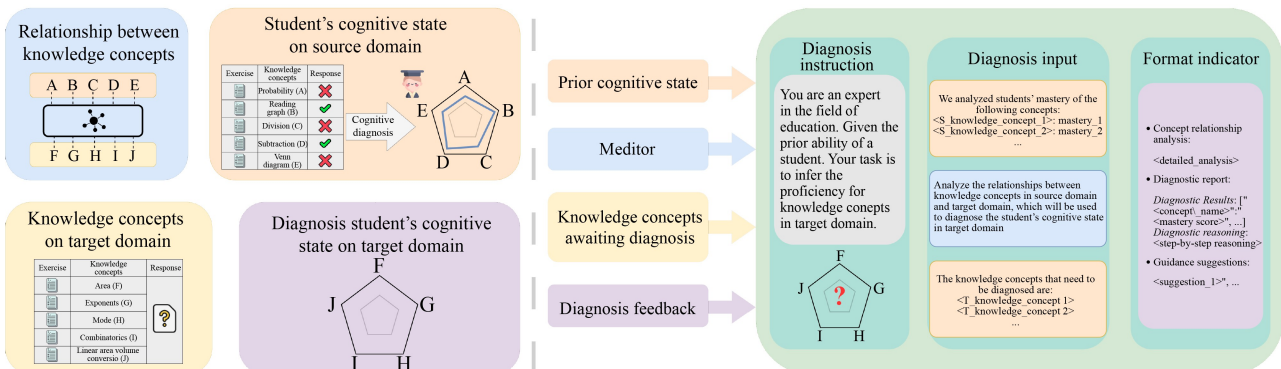 Relationship between
knowledge concepts
A B C D E
F G H I J
Student's cognitive state
on source domain
Exercise
Knowledge
concepts
Response
Probability (A)
Reading
graph (B)
Division (C)
Subtraction (D)
Venn
diagram (E)
Cognitive
diagnosis
A
B
C
D
E
Knowledge concepts
on target domain
Exercise
Knowledge
concepts
Response
Area (F)
Exponents (G)
Mode (H)
Combinatorics (I)
Linear area volume
conversio (J)
?
Diagnosis student's cognitive
state on target domain
F
G
H
I
J
Prior cognitive state
Meditor
Knowledge concepts
awaiting diagnosis
Diagnosis feedback
Diagnosis
instruction
You are an expert
in the field of
education. Given the
prior ability of a
student. Your task is
to infer the
proficiency for
knowledge conepts
in target domain.
F
G
H
I
J
?
Diagnosis input
We analyzed students' mastery of the
following concepts:
<S_knowledge_concept_1>: mastery_1
<S_knowledge_concept_2>: mastery_2
...
Analyze the relationships between
knowledge concepts in source domain
and target domain, which will be used
to diagnose the student's cognitive state
in target domain
The knowledge concepts that need to
be diagnosed are:
<T_knowledge_concept 1>
<T_knowledge_concept 2>
...
Format indicator
• Concept relationship
analysis:
<detailed_analysis>
• Diagnostic report:
Diagnostic Results: ["
<concept\_name>":"
<mastery score>", ...]
Diagnostic reasoning:
<step-by-step reasoning>
• Guidance suggestions:
<suggestion_1>", ...